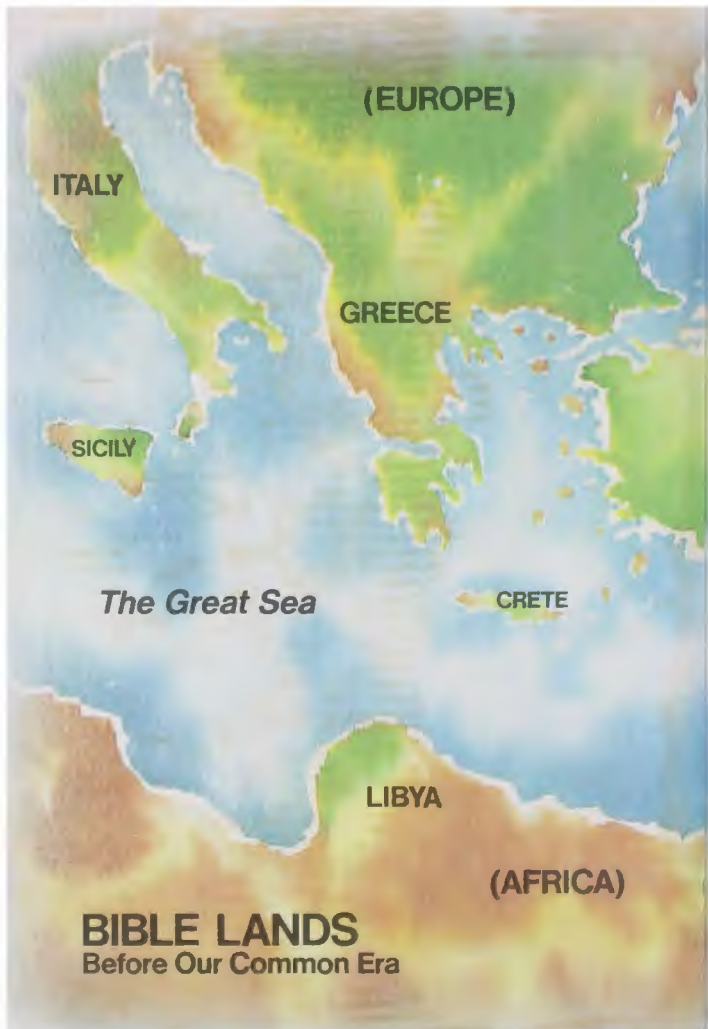 (EUROPE)
ITALY
GREECE
SICILY
The Great Sea
CRETE
LIBYA
(AFRICA)
BIBLE LANDS
Before Our Common Era